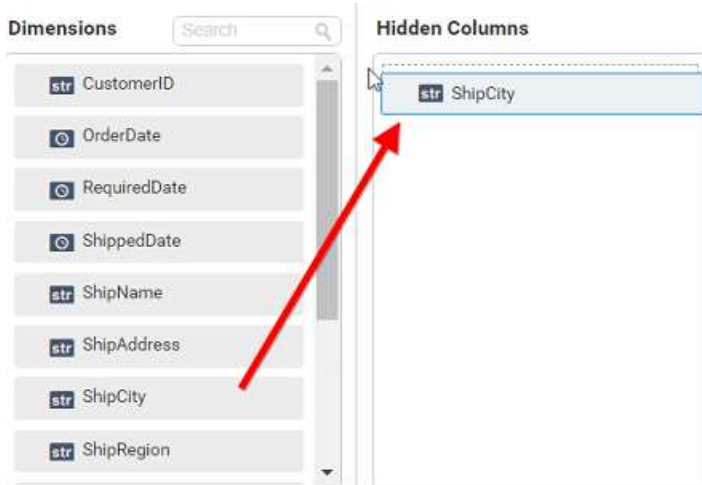 Dimensions
Search
Hidden Columns
str CustomerID
OrderDate
RequiredDate
ShippedDate
str ShipName
str ShipAddress
str ShipCity
str ShipRegion
str ShipCity